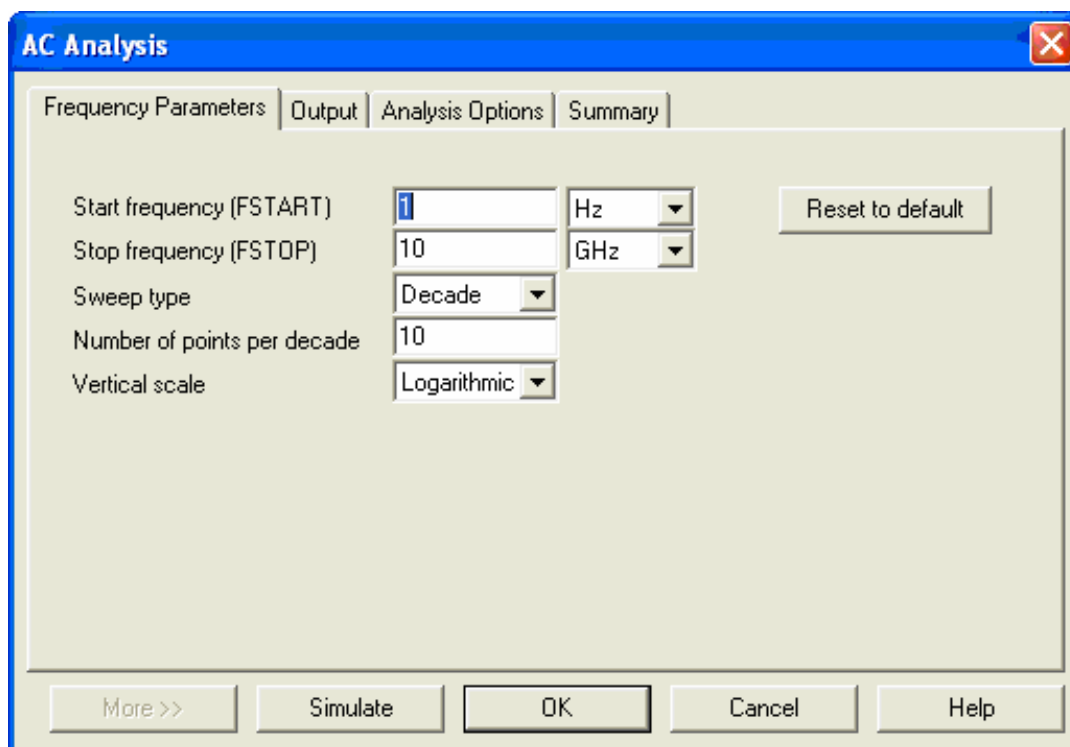 AC Analysis
Frequency Parameters Output Analysis Options Summary
Start frequency (FSTART) 1 Hz Reset to default
Stop frequency (FSTOP) 10 GHz
Sweep type Decade
Number of points per decade 10
Vertical scale Logarithmic
More >> Simulate OK Cancel Help